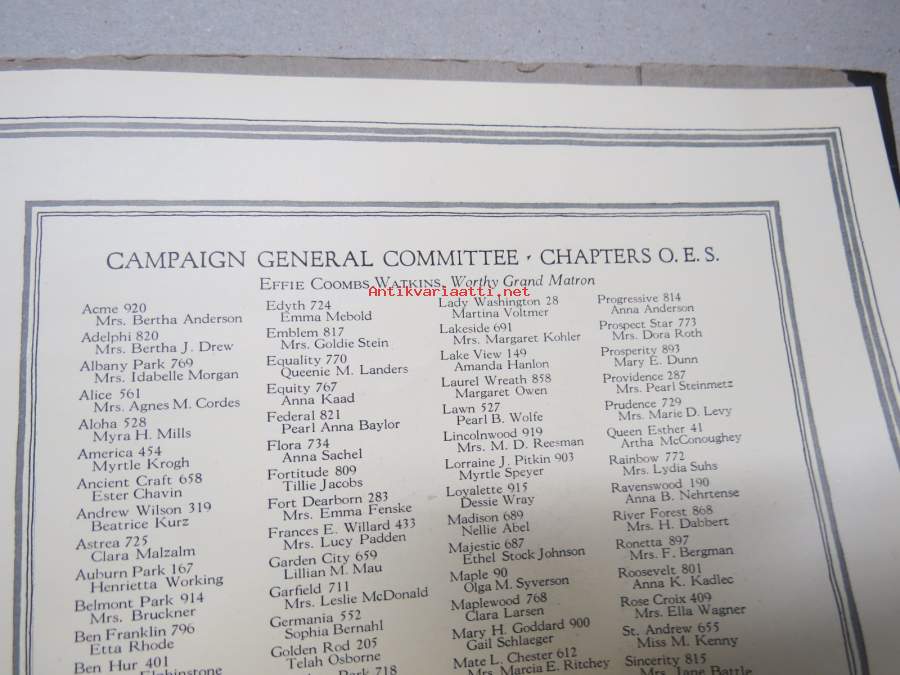 CAMPAIGN GENERAL COMMITTEE · CHAPTERS O. E. S.
EFFIE COOMBS WATKINS, Worthy Grand Matron
Antikvariaatti.net
Acme 920
Mrs. Bertha Anderson
Adelphi 820
Mrs. Bertha J. Drew
Albany Park 769
Mrs. Idabelle Morgan
Alice 561
Mrs. Agnes M. Cordes
Aloha 528
Myra H. Mills
America 454
Myrtle Krogh
Ancient Craft 658
Ester Chavin
Andrew Wilson 319
Beatrice Kurz
Astrea 725
Clara Malzalm
Auburn Park 167
Henrietta Working
Belmont Park 914
Mrs. Bruckner
Ben Franklin 796
Etta Rhode
Ben Hur 401
Elphinstone
Edyth 724
Emma Mebold
Emblem 817
Mrs. Goldie Stein
Equality 770
Queenie M. Landers
Equity 767
Anna Kaad
Federal 821
Pearl Anna Baylor
Flora 734
Anna Sachel
Fortitude 809
Tillie Jacobs
Fort Dearborn 283
Mrs. Emma Fenske
Frances E. Willard 433
Mrs. Lucy Padden
Garden City 659
Lillian M. Mau
Garfield 711
Mrs. Leslie McDonald
Germania 552
Sophia Bernahl
Golden Rod 205
Telah Osborne
Park 718
Lady Washington 28
Martina Voltmer
Lakeside 691
Mrs. Margaret Kohler
Lake View 149
Amanda Hanlon
Laurel Wreath 858
Margaret Owen
Lawn 527
Pearl B. Wolfe
Lincolnwood 919
Mrs. M. D. Reesman
Lorraine J. Pitkin 903
Myrtle Speyer
Loyalette 915
Dessie Wray
Madison 689
Nellie Abel
Majestic 687
Ethel Stock Johnson
Maple 90
Olga M. Syverson
Maplewood 768
Clara Larsen
Mary H. Goddard 900
Gail Schlaeger
Mate L. Chester 612
Mrs. Marcia E. Ritchey
Progressive 814
Anna Anderson
Prospect Star 773
Mrs. Dora Roth
Prosperity 893
Mary E. Dunn
Providence 287
Mrs. Pearl Steinmetz
Prudence 729
Mrs. Marie D. Levy
Queen Esther 41
Artha McConoughey
Rainbow 772
Mrs. Lydia Suhs
Ravenswood 190
Anna B. Nehrtense
River Forest 868
Mrs. H. Dabbert
Ronetta 897
Mrs. F. Bergman
Roosevelt 801
Anna K. Kadlec
Rose Croix 409
Mrs. Ella Wagner
St. Andrew 655
Miss M. Kenny
Sincerity 815
Mrs. Jane Battle